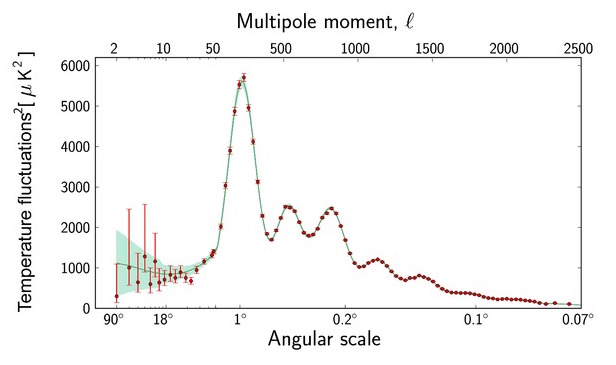 Multipole moment, ℓ
2 10 50 500 1000 1500 2000 2500
Temperature fluctuations² [ μ K² ]
6000
5000
4000
3000
2000
1000
0
90° 18° 1° 0.2° 0.1° 0.07°
Angular scale